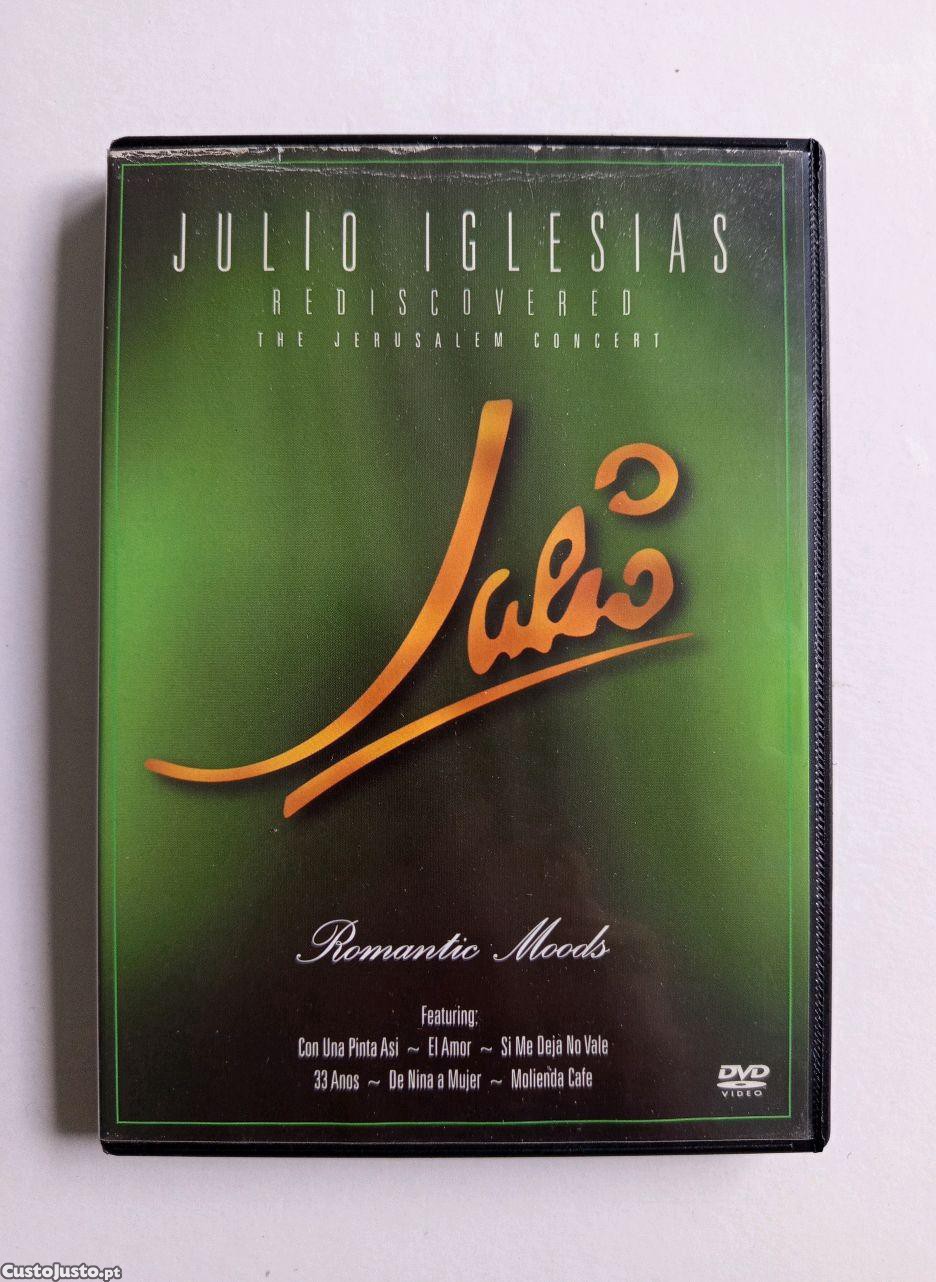 JULIO IGLESIAS
REDISCOVERED
THE JERUSALEM CONCERT
Julio
Romantic Moods
Featuring:
Con Una Pinta Asi ~ El Amor ~ Si Me Deja No Vale
33 Anos ~ De Nina a Mujer ~ Molienda Cafe
DVD
VIDEO
CustoJusto.pt